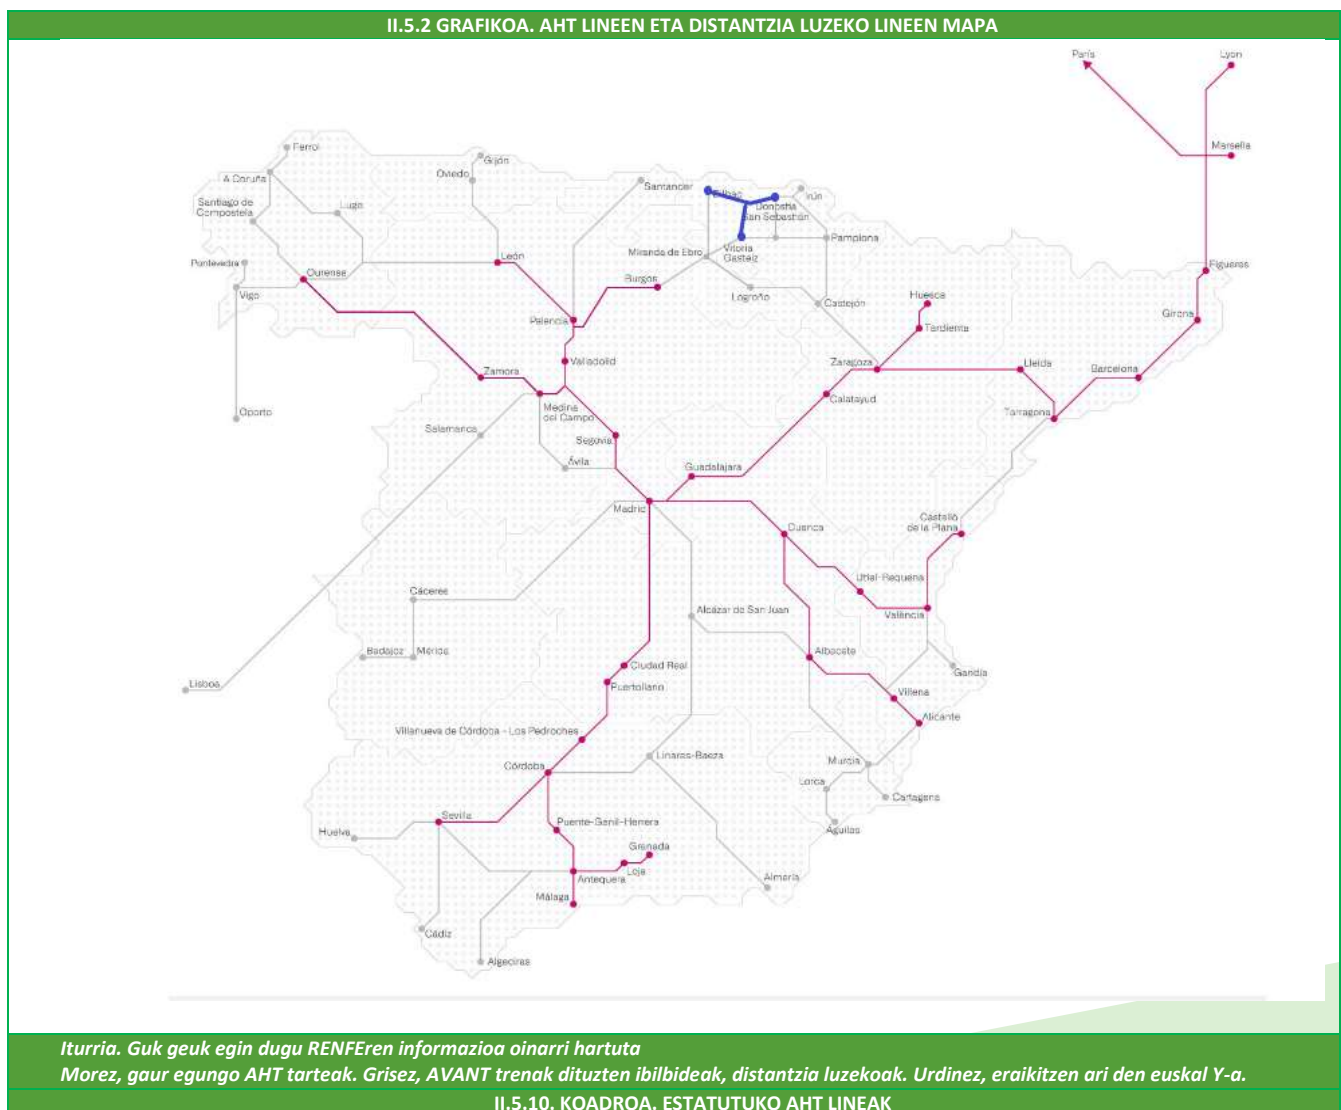 II.5.2 GRAFIKOA. AHT LINEEN ETA DISTANTZIA LUZEKO LINEEN MAPA
París
Lyon
Marsella
Ferrol
A Coruña
Santiago de
Compostela
Lugo
Oviedo
Gijón
Santander
Bilbao
Donostia
San Sebastián
Irún
Pontevedra
Vigo
Ourense
León
Miranda de Ebro
Vitoria
Gasteiz
Pamplona
Burgos
Logroño
Castejón
Huesca
Tardienta
Figueras
Girona
Palencia
Valladolid
Zamora
Zaragoza
Lleida
Barcelona
Oporto
Medina
del Campo
Calatayud
Tarragona
Salamanca
Segovia
Ávila
Guadalajara
Madrid
Cuenca
Castelló
de la Plana
Utiel-Requena
València
Cáceres
Alcázar de San Juan
Badajoz
Mérida
Ciudad Real
Albacete
Gandía
Lisboa
Puertollano
Villena
Alicante
Villanueva de Córdoba - Los Pedroches
Córdoba
Linares-Baeza
Murcia
Lorca
Cartagena
Sevilla
Huelva
Puente-Genil-Herrera
Águilas
Granada
Loja
Antequera
Almería
Málaga
Cádiz
Algeciras
Iturria. Guk geuk egin dugu RENFEren informazioa oinarri hartuta
Morez, gaur egungo AHT tarteak. Grisez, AVANT trenak dituzten ibilbideak, distantzia luzekoak. Urdinez, eraikitzen ari den euskal Y-a.
II.5.10. KOADROA. ESTATUTUKO AHT LINEAK